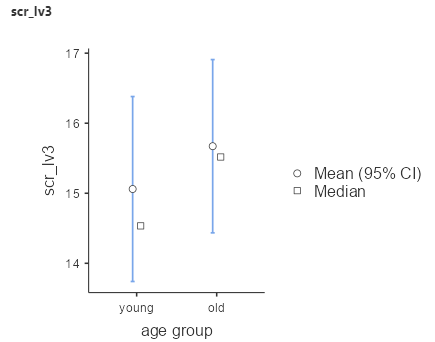 scr_lv3
17
16
15
14
scr_lv3
young
old
age group
Mean (95% CI)
Median